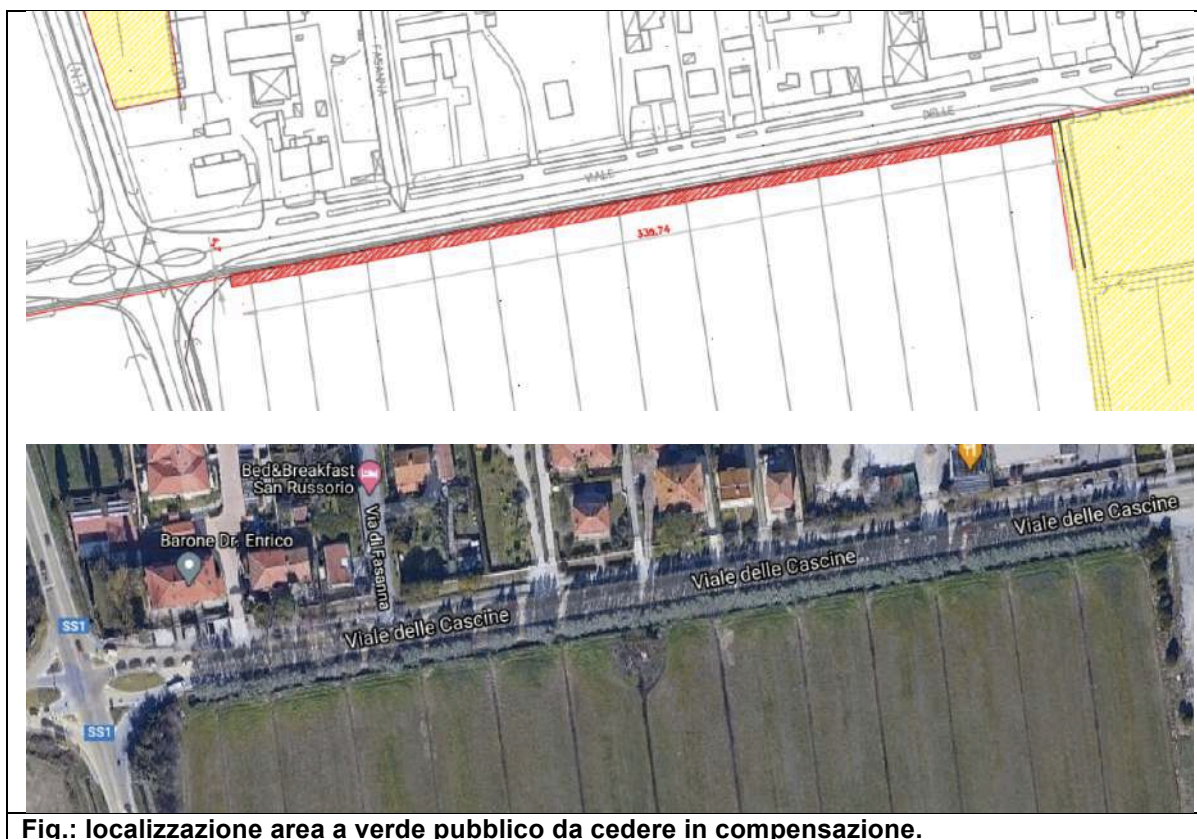 FASANNA
DELLE
VIALE
336.74
Bed&Breakfast
San Russorio
Via di Fasanna
Barone Dr. Enrico
Viale delle Cascine
Viale delle Cascine
Viale delle Cascine
SS1
SS1
Fig.: localizzazione area a verde pubblico da cedere in compensazione.